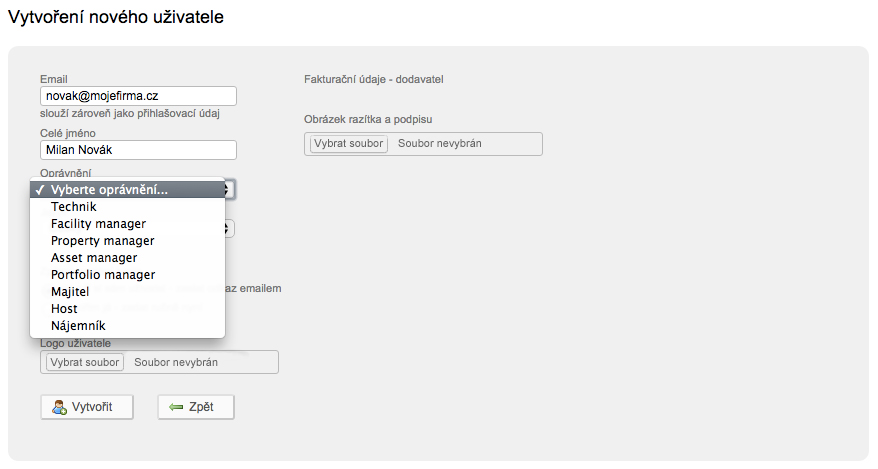 Vytvoření nového uživatele
Email
novak@mojefirma.cz
slouží zároveň jako přihlašovací údaj
Celé jméno
Milan Novák
Oprávnění
✓ Vyberte oprávnění...
Technik
Facility manager
Property manager
Asset manager
Portfolio manager
Majitel
Host
Nájemník
az emailem
Logo uživatele
Vybrat soubor Soubor nevybrán
Vytvořit Zpět
Fakturační údaje - dodavatel
Obrázek razítka a podpisu
Vybrat soubor Soubor nevybrán